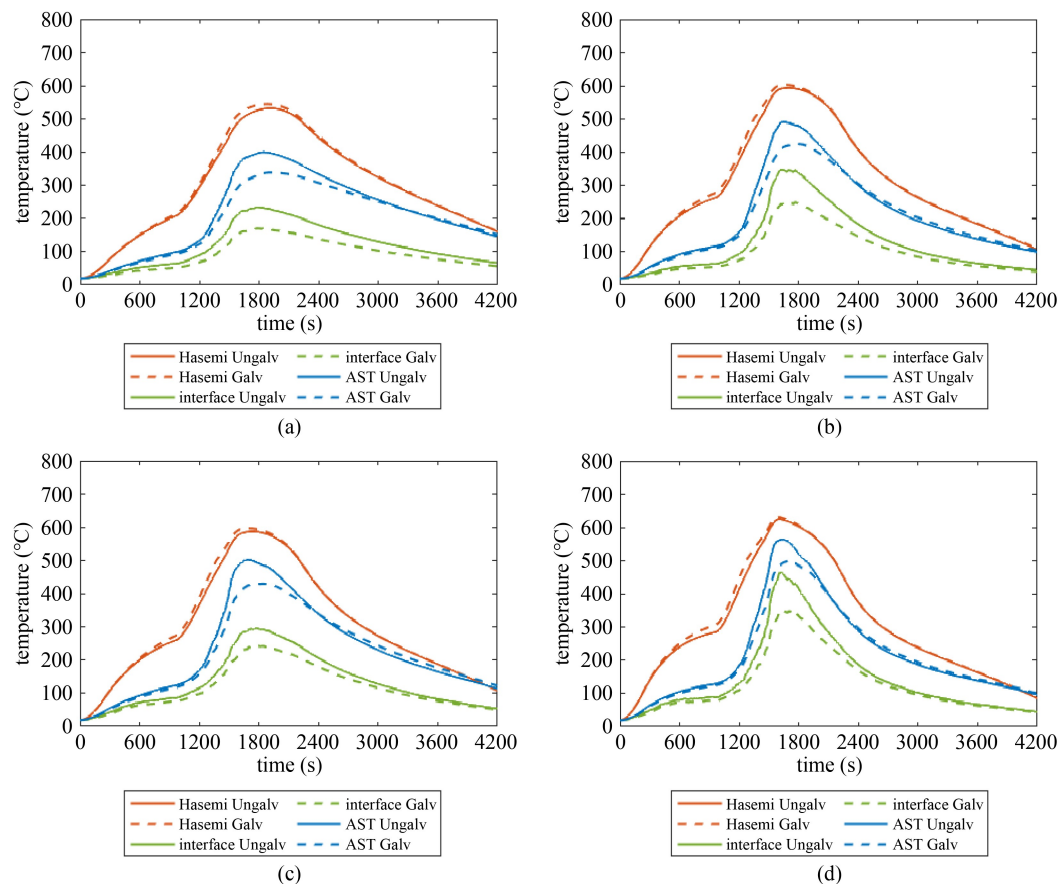 800
700
600
500
400
300
200
100
0
temperature (°C)
0 600 1200 1800 2400 3000 3600 4200
time (s)
Hasemi Ungalv interface Galv
Hasemi Galv AST Ungalv
interface Ungalv AST Galv
(a)
800
700
600
500
400
300
200
100
0
temperature (°C)
0 600 1200 1800 2400 3000 3600 4200
time (s)
Hasemi Ungalv interface Galv
Hasemi Galv AST Ungalv
interface Ungalv AST Galv
(b)
800
700
600
500
400
300
200
100
0
temperature (°C)
0 600 1200 1800 2400 3000 3600 4200
time (s)
Hasemi Ungalv interface Galv
Hasemi Galv AST Ungalv
interface Ungalv AST Galv
(c)
800
700
600
500
400
300
200
100
0
temperature (°C)
0 600 1200 1800 2400 3000 3600 4200
time (s)
Hasemi Ungalv interface Galv
Hasemi Galv AST Ungalv
interface Ungalv AST Galv
(d)